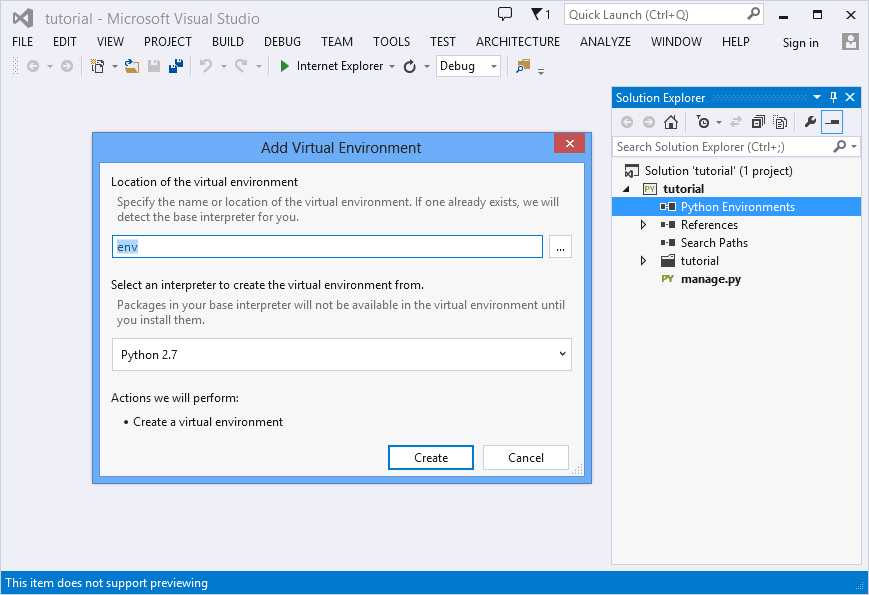 tutorial - Microsoft Visual Studio
1
Quick Launch (Ctrl+Q)
FILE EDIT VIEW PROJECT BUILD DEBUG TEAM TOOLS TEST ARCHITECTURE ANALYZE WINDOW HELP Sign in
Internet Explorer Debug
Add Virtual Environment
Location of the virtual environment
Specify the name or location of the virtual environment. If one already exists, we will
detect the base interpreter for you.
env
...
Select an interpreter to create the virtual environment from.
Packages in your base interpreter will not be available in the virtual environment until
you install them.
Python 2.7
Actions we will perform:
• Create a virtual environment
Create Cancel
Solution Explorer
Search Solution Explorer (Ctrl+;)
Solution 'tutorial' (1 project)
PY tutorial
Python Environments
References
Search Paths
tutorial
PY manage.py
This item does not support previewing